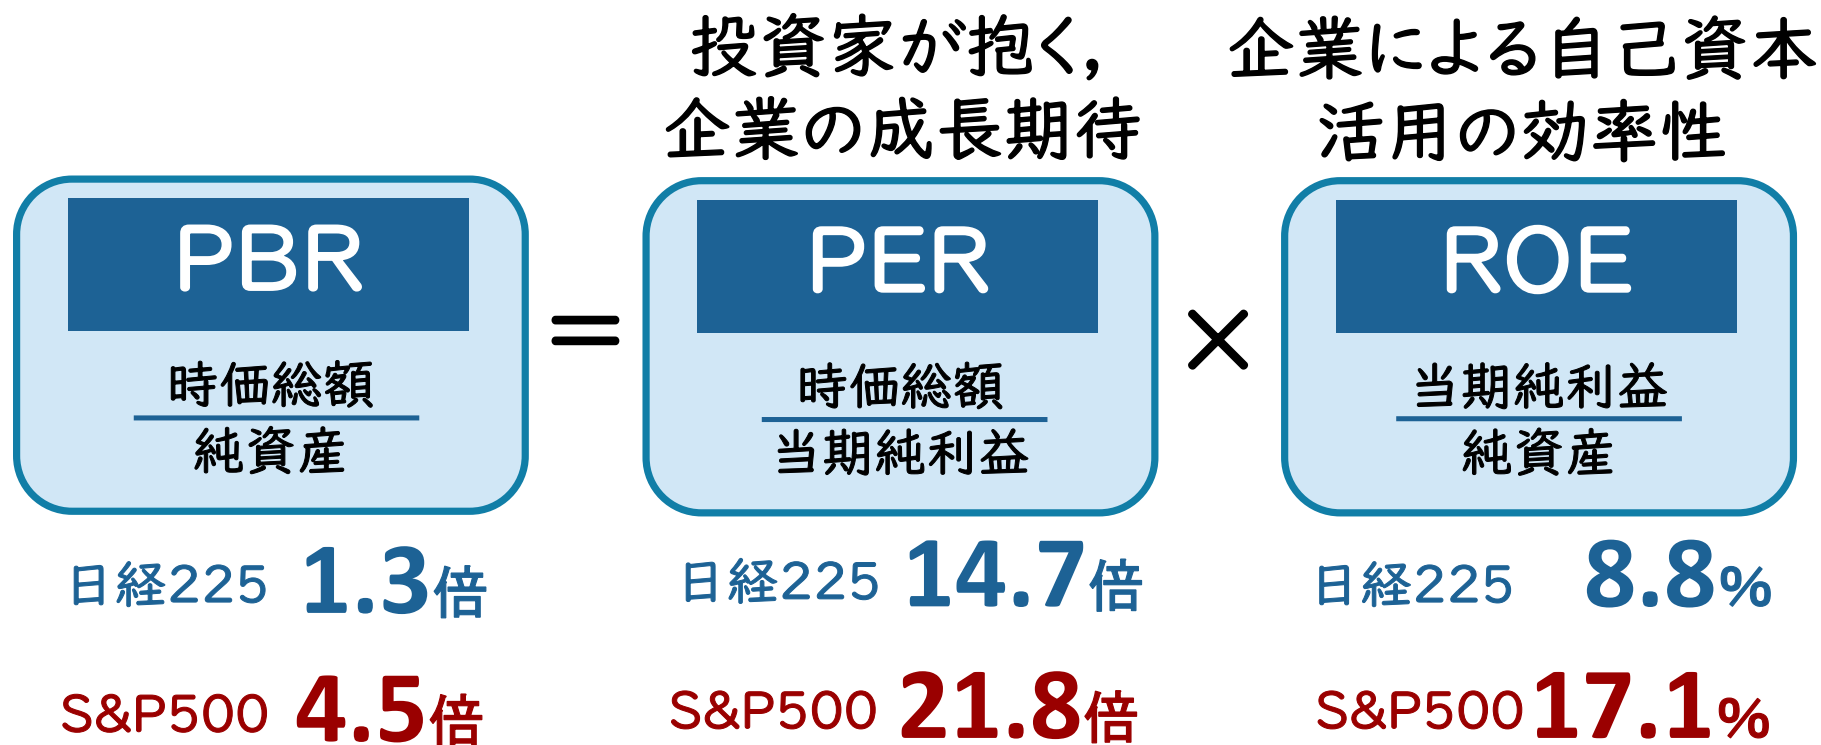 投資家が抱く,
企業の成長期待
企業による自己資本
活用の効率性
PBR
時価総額
純資産
=
PER
時価総額
当期純利益
×
ROE
当期純利益
純資産
日経225 1.3倍
日経225 14.7倍
日経225 8.8%
S&P500 4.5倍
S&P500 21.8倍
S&P500 17.1%